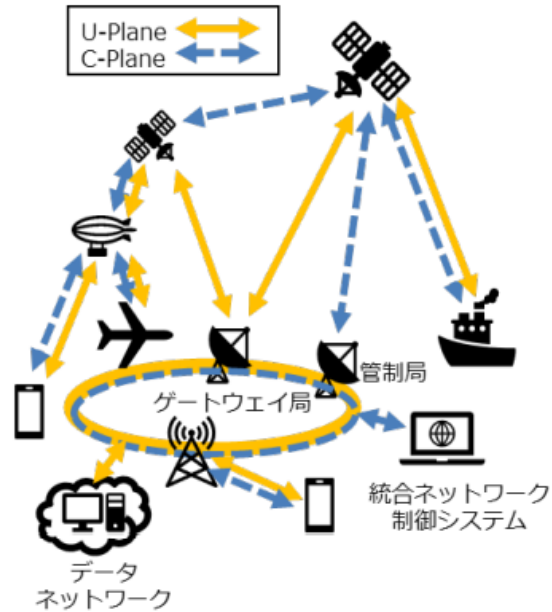 U-Plane
C-Plane
管制局
ゲートウェイ局
統合ネットワーク
制御システム
データ
ネットワーク